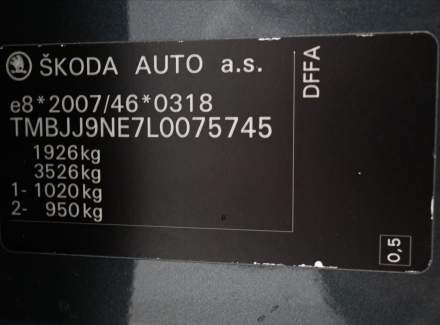 ŠKODA AUTO a.s.
e8*2007/46*0318
TMBJJ9NE7L0075745
1926kg
3526kg
1- 1020kg
2- 950kg
DFFA
0,5